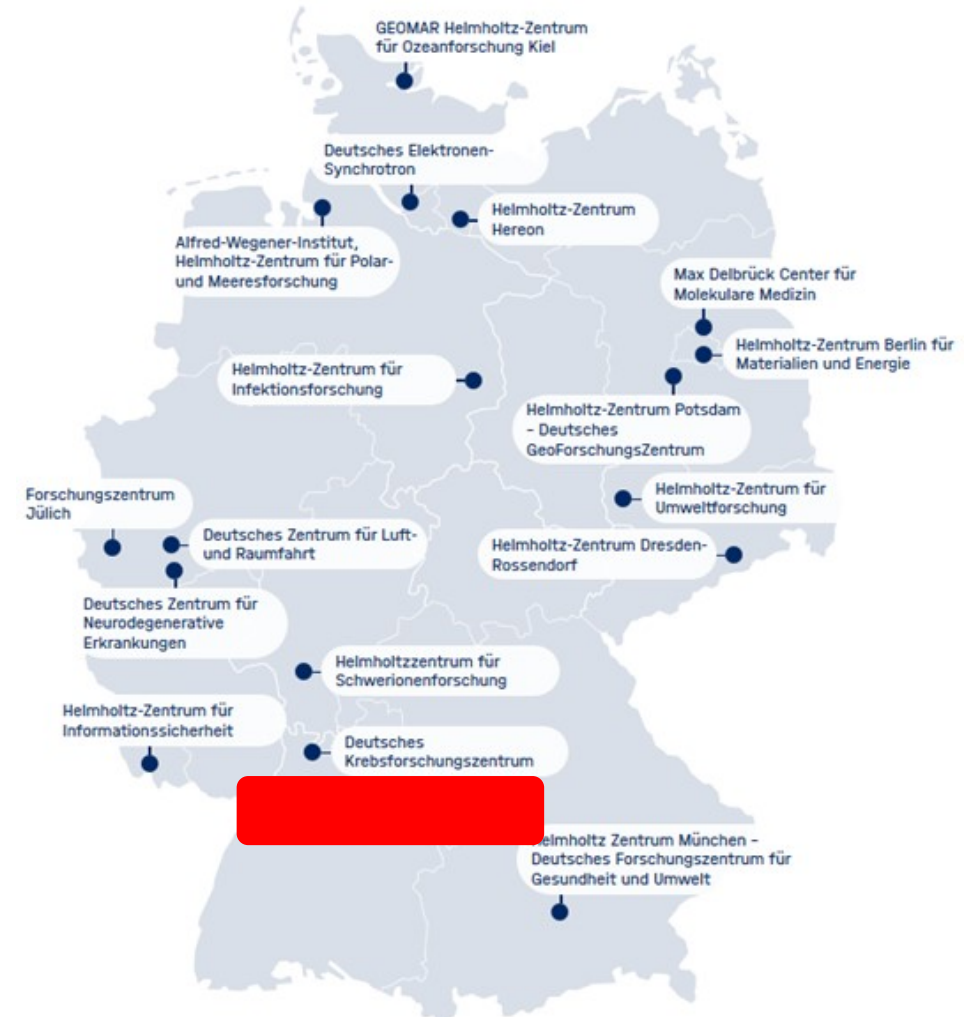 GEOMAR Helmholtz-Zentrum
für Ozeanforschung Kiel
Deutsches Elektronen-
Synchrotron
Helmholtz-Zentrum
Hereon
Alfred-Wegener-Institut,
Helmholtz-Zentrum für Polar-
und Meeresforschung
Max Delbrück Center für
Molekulare Medizin
Helmholtz-Zentrum Berlin für
Materialien und Energie
Helmholtz-Zentrum für
Infektionsforschung
Helmholtz-Zentrum Potsdam
– Deutsches
GeoForschungsZentrum
Forschungszentrum
Jülich
Helmholtz-Zentrum für
Umweltforschung
Deutsches Zentrum für Luft-
und Raumfahrt
Helmholtz-Zentrum Dresden-
Rossendorf
Deutsches Zentrum für
Neurodegenerative
Erkrankungen
Helmholtzzentrum für
Schwerionenforschung
Helmholtz-Zentrum für
Informationssicherheit
Deutsches
Krebsforschungszentrum
Helmholtz Zentrum München –
Deutsches Forschungszentrum für
Gesundheit und Umwelt